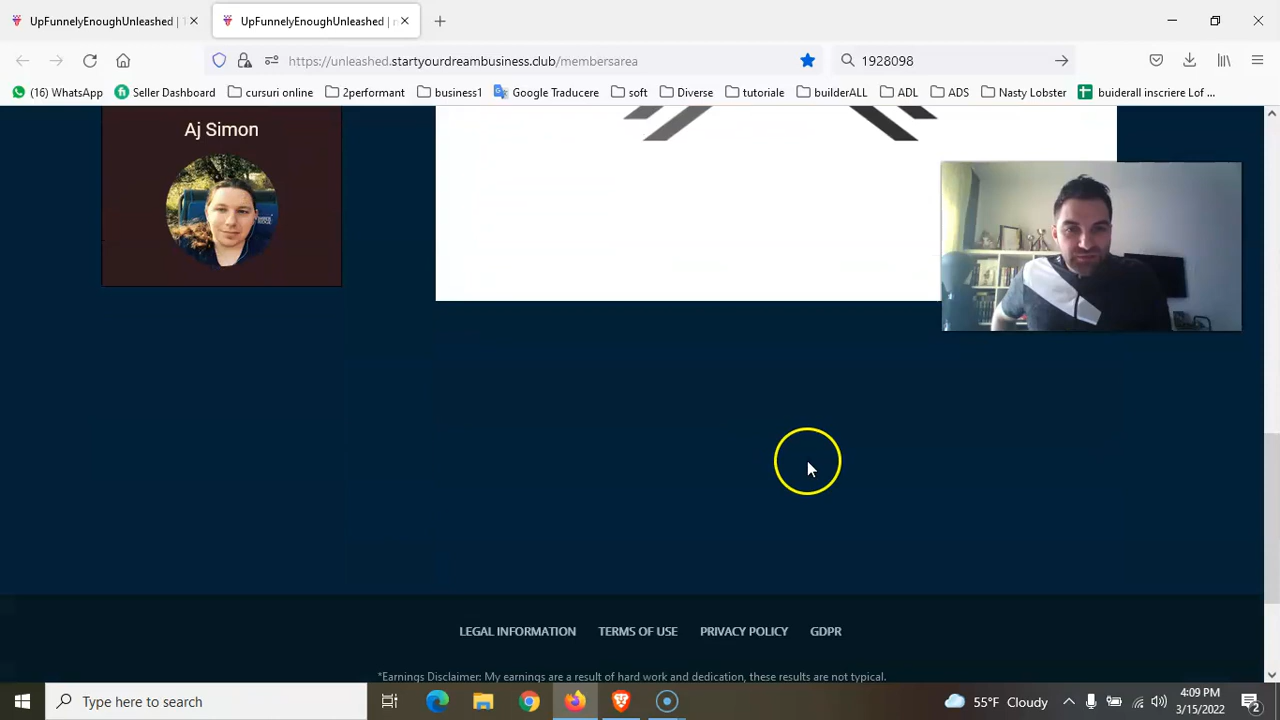 UpFunnelyEnoughUnleashed |
UpFunnelyEnoughUnleashed |
https://unleashed.startyourdreambusiness.club/membersarea
1928098
(16) WhatsApp
Seller Dashboard
cursuri online
2performant
business1
Google Traducere
soft
Diverse
tutoriale
builderALL
ADL
ADS
Nasty Lobster
buiderall inscriere Lof ...
Aj Simon
LEGAL INFORMATION TERMS OF USE PRIVACY POLICY GDPR
*Earnings Disclaimer: My earnings are a result of hard work and dedication, these results are not typical.
Type here to search
55°F Cloudy
4:09 PM
3/15/2022
2